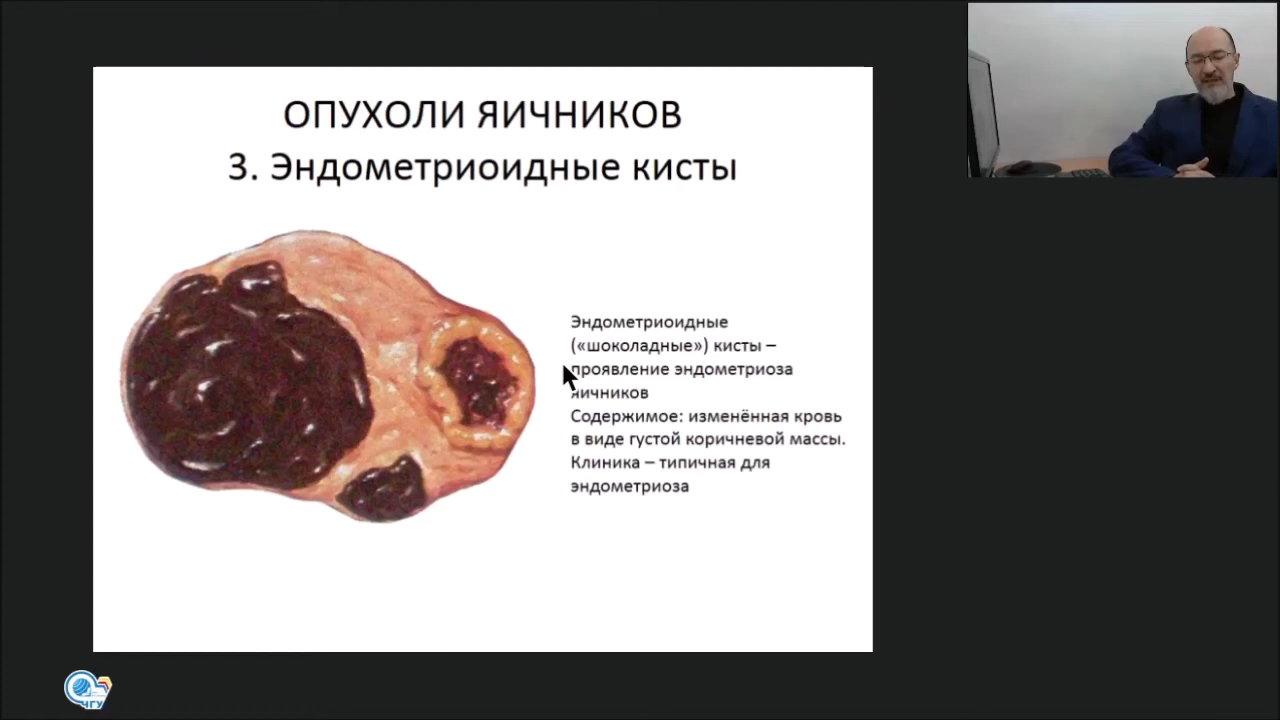 ОПУХОЛИ ЯИЧНИКОВ
3. Эндометриоидные кисты
Эндометриоидные
(«шоколадные») кисты –
проявление эндометриоза
яичников
Содержимое: изменённая кровь
в виде густой коричневой массы.
Клиника – типичная для
эндометриоза
ЧГУ